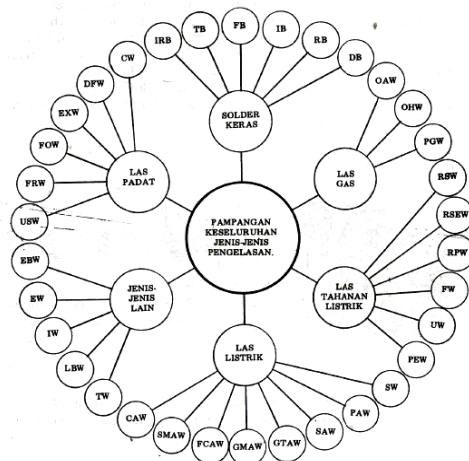 IRB
TB
FB
IB
RB
DB
SOLDER
KERAS
OAW
OHW
PGW
LAS
GAS
RSW
RSEW
RPW
FW
UW
PEW
LAS
TAHANAN
LISTRIK
SW
PAW
SAW
GTAW
GMAW
FCAW
SMAW
CAW
LAS
LISTRIK
TW
LBW
IW
EW
EBW
JENIS-
JENIS
LAIN
USW
FRW
FOW
EXW
DFW
CW
LAS
PADAT
PAMPANGAN
KESELURUHAN
JENIS-JENIS
PENGELASAN.